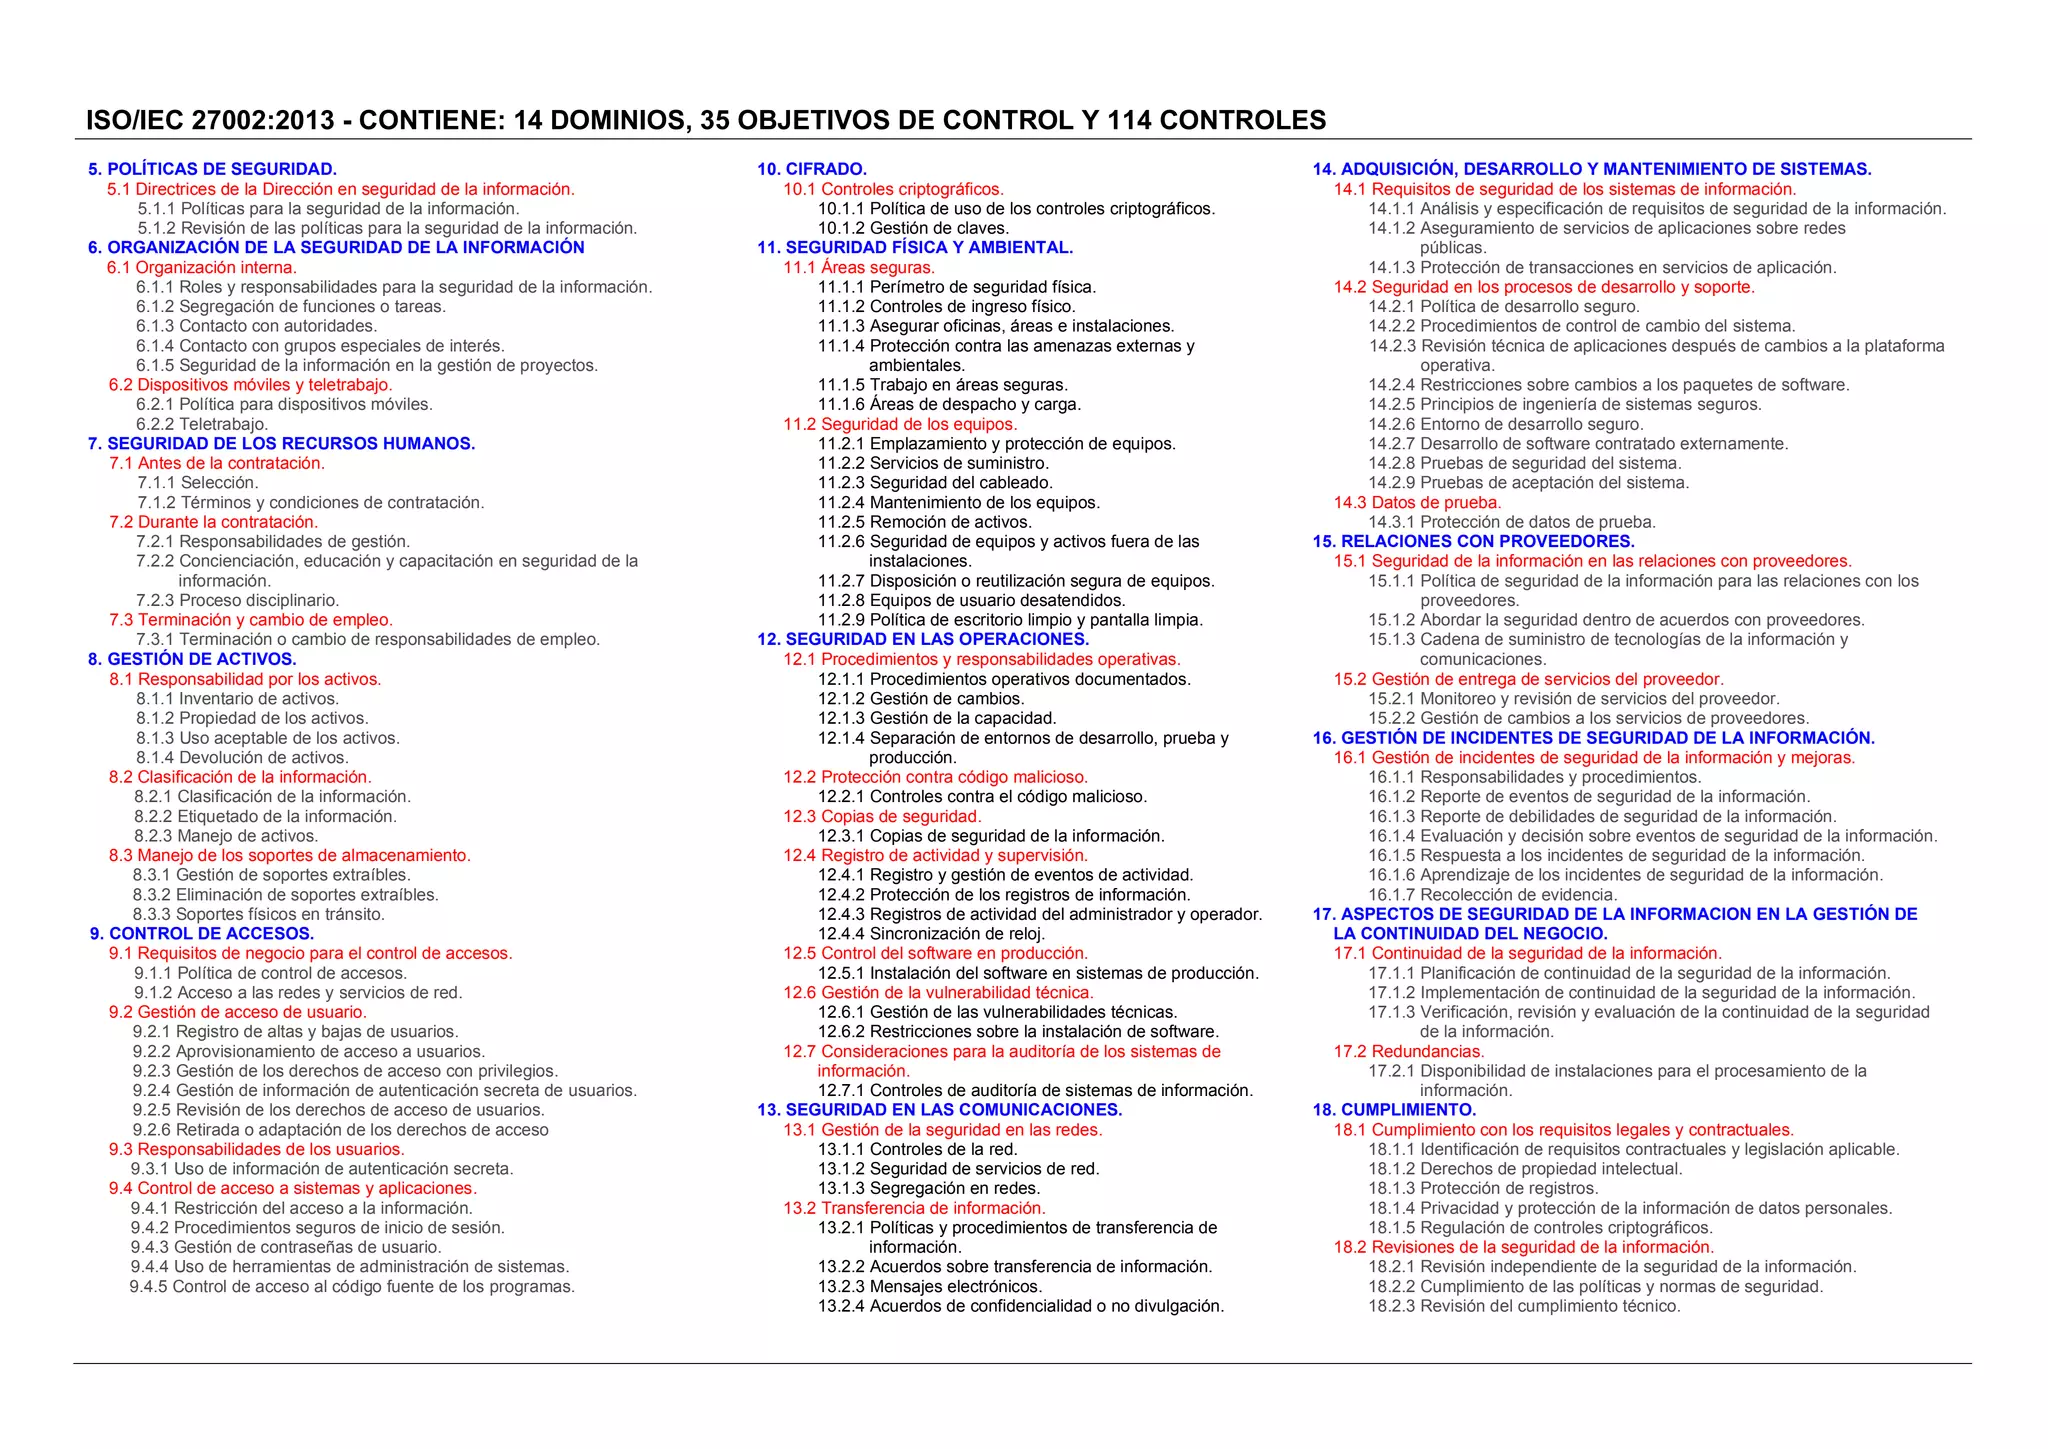 ISO/IEC 27002:2013 - CONTIENE: 14 DOMINIOS, 35 OBJETIVOS DE CONTROL Y 114 CONTROLES
5. POLÍTICAS DE SEGURIDAD.
5.1 Directrices de la Dirección en seguridad de la información.
5.1.1 Políticas para la seguridad de la información.
5.1.2 Revisión de las políticas para la seguridad de la información.
6. ORGANIZACIÓN DE LA SEGURIDAD DE LA INFORMACIÓN
6.1 Organización interna.
6.1.1 Roles y responsabilidades para la seguridad de la información.
6.1.2 Segregación de funciones o tareas.
6.1.3 Contacto con autoridades.
6.1.4 Contacto con grupos especiales de interés.
6.1.5 Seguridad de la información en la gestión de proyectos.
6.2 Dispositivos móviles y teletrabajo.
6.2.1 Política para dispositivos móviles.
6.2.2 Teletrabajo.
7. SEGURIDAD DE LOS RECURSOS HUMANOS.
7.1 Antes de la contratación.
7.1.1 Selección.
7.1.2 Términos y condiciones de contratación.
7.2 Durante la contratación.
7.2.1 Responsabilidades de gestión.
7.2.2 Concienciación, educación y capacitación en seguridad de la
información.
7.2.3 Proceso disciplinario.
7.3 Terminación y cambio de empleo.
7.3.1 Terminación o cambio de responsabilidades de empleo.
8. GESTIÓN DE ACTIVOS.
8.1 Responsabilidad por los activos.
8.1.1 Inventario de activos.
8.1.2 Propiedad de los activos.
8.1.3 Uso aceptable de los activos.
8.1.4 Devolución de activos.
8.2 Clasificación de la información.
8.2.1 Clasificación de la información.
8.2.2 Etiquetado de la información.
8.2.3 Manejo de activos.
8.3 Manejo de los soportes de almacenamiento.
8.3.1 Gestión de soportes extraíbles.
8.3.2 Eliminación de soportes extraíbles.
8.3.3 Soportes físicos en tránsito.
9. CONTROL DE ACCESOS.
9.1 Requisitos de negocio para el control de accesos.
9.1.1 Política de control de accesos.
9.1.2 Acceso a las redes y servicios de red.
9.2 Gestión de acceso de usuario.
9.2.1 Registro de altas y bajas de usuarios.
9.2.2 Aprovisionamiento de acceso a usuarios.
9.2.3 Gestión de los derechos de acceso con privilegios.
9.2.4 Gestión de información de autenticación secreta de usuarios.
9.2.5 Revisión de los derechos de acceso de usuarios.
9.2.6 Retirada o adaptación de los derechos de acceso
9.3 Responsabilidades de los usuarios.
9.3.1 Uso de información de autenticación secreta.
9.4 Control de acceso a sistemas y aplicaciones.
9.4.1 Restricción del acceso a la información.
9.4.2 Procedimientos seguros de inicio de sesión.
9.4.3 Gestión de contraseñas de usuario.
9.4.4 Uso de herramientas de administración de sistemas.
9.4.5 Control de acceso al código fuente de los programas.
10. CIFRADO.
10.1 Controles criptográficos.
10.1.1 Política de uso de los controles criptográficos.
10.1.2 Gestión de claves.
11. SEGURIDAD FÍSICA Y AMBIENTAL.
11.1 Áreas seguras.
11.1.1 Perímetro de seguridad física.
11.1.2 Controles de ingreso físico.
11.1.3 Asegurar oficinas, áreas e instalaciones.
11.1.4 Protección contra las amenazas externas y
ambientales.
11.1.5 Trabajo en áreas seguras.
11.1.6 Áreas de despacho y carga.
11.2 Seguridad de los equipos.
11.2.1 Emplazamiento y protección de equipos.
11.2.2 Servicios de suministro.
11.2.3 Seguridad del cableado.
11.2.4 Mantenimiento de los equipos.
11.2.5 Remoción de activos.
11.2.6 Seguridad de equipos y activos fuera de las
instalaciones.
11.2.7 Disposición o reutilización segura de equipos.
11.2.8 Equipos de usuario desatendidos.
11.2.9 Política de escritorio limpio y pantalla limpia.
12. SEGURIDAD EN LAS OPERACIONES.
12.1 Procedimientos y responsabilidades operativas.
12.1.1 Procedimientos operativos documentados.
12.1.2 Gestión de cambios.
12.1.3 Gestión de la capacidad.
12.1.4 Separación de entornos de desarrollo, prueba y
producción.
12.2 Protección contra código malicioso.
12.2.1 Controles contra el código malicioso.
12.3 Copias de seguridad.
12.3.1 Copias de seguridad de la información.
12.4 Registro de actividad y supervisión.
12.4.1 Registro y gestión de eventos de actividad.
12.4.2 Protección de los registros de información.
12.4.3 Registros de actividad del administrador y operador.
12.4.4 Sincronización de reloj.
12.5 Control del software en producción.
12.5.1 Instalación del software en sistemas de producción.
12.6 Gestión de la vulnerabilidad técnica.
12.6.1 Gestión de las vulnerabilidades técnicas.
12.6.2 Restricciones sobre la instalación de software.
12.7 Consideraciones para la auditoría de los sistemas de
información.
12.7.1 Controles de auditoría de sistemas de información.
13. SEGURIDAD EN LAS COMUNICACIONES.
13.1 Gestión de la seguridad en las redes.
13.1.1 Controles de la red.
13.1.2 Seguridad de servicios de red.
13.1.3 Segregación en redes.
13.2 Transferencia de información.
13.2.1 Políticas y procedimientos de transferencia de
información.
13.2.2 Acuerdos sobre transferencia de información.
13.2.3 Mensajes electrónicos.
13.2.4 Acuerdos de confidencialidad o no divulgación.
14. ADQUISICIÓN, DESARROLLO Y MANTENIMIENTO DE SISTEMAS.
14.1 Requisitos de seguridad de los sistemas de información.
14.1.1 Análisis y especificación de requisitos de seguridad de la información.
14.1.2 Aseguramiento de servicios de aplicaciones sobre redes
públicas.
14.1.3 Protección de transacciones en servicios de aplicación.
14.2 Seguridad en los procesos de desarrollo y soporte.
14.2.1 Política de desarrollo seguro.
14.2.2 Procedimientos de control de cambio del sistema.
14.2.3 Revisión técnica de aplicaciones después de cambios a la plataforma
operativa.
14.2.4 Restricciones sobre cambios a los paquetes de software.
14.2.5 Principios de ingeniería de sistemas seguros.
14.2.6 Entorno de desarrollo seguro.
14.2.7 Desarrollo de software contratado externamente.
14.2.8 Pruebas de seguridad del sistema.
14.2.9 Pruebas de aceptación del sistema.
14.3 Datos de prueba.
14.3.1 Protección de datos de prueba.
15. RELACIONES CON PROVEEDORES.
15.1 Seguridad de la información en las relaciones con proveedores.
15.1.1 Política de seguridad de la información para las relaciones con los
proveedores.
15.1.2 Abordar la seguridad dentro de acuerdos con proveedores.
15.1.3 Cadena de suministro de tecnologías de la información y
comunicaciones.
15.2 Gestión de entrega de servicios del proveedor.
15.2.1 Monitoreo y revisión de servicios del proveedor.
15.2.2 Gestión de cambios a los servicios de proveedores.
16. GESTIÓN DE INCIDENTES DE SEGURIDAD DE LA INFORMACIÓN.
16.1 Gestión de incidentes de seguridad de la información y mejoras.
16.1.1 Responsabilidades y procedimientos.
16.1.2 Reporte de eventos de seguridad de la información.
16.1.3 Reporte de debilidades de seguridad de la información.
16.1.4 Evaluación y decisión sobre eventos de seguridad de la información.
16.1.5 Respuesta a los incidentes de seguridad de la información.
16.1.6 Aprendizaje de los incidentes de seguridad de la información.
16.1.7 Recolección de evidencia.
17. ASPECTOS DE SEGURIDAD DE LA INFORMACION EN LA GESTIÓN DE
LA CONTINUIDAD DEL NEGOCIO.
17.1 Continuidad de la seguridad de la información.
17.1.1 Planificación de continuidad de la seguridad de la información.
17.1.2 Implementación de continuidad de la seguridad de la información.
17.1.3 Verificación, revisión y evaluación de la continuidad de la seguridad
de la información.
17.2 Redundancias.
17.2.1 Disponibilidad de instalaciones para el procesamiento de la
información.
18. CUMPLIMIENTO.
18.1 Cumplimiento con los requisitos legales y contractuales.
18.1.1 Identificación de requisitos contractuales y legislación aplicable.
18.1.2 Derechos de propiedad intelectual.
18.1.3 Protección de registros.
18.1.4 Privacidad y protección de la información de datos personales.
18.1.5 Regulación de controles criptográficos.
18.2 Revisiones de la seguridad de la información.
18.2.1 Revisión independiente de la seguridad de la información.
18.2.2 Cumplimiento de las políticas y normas de seguridad.
18.2.3 Revisión del cumplimiento técnico.